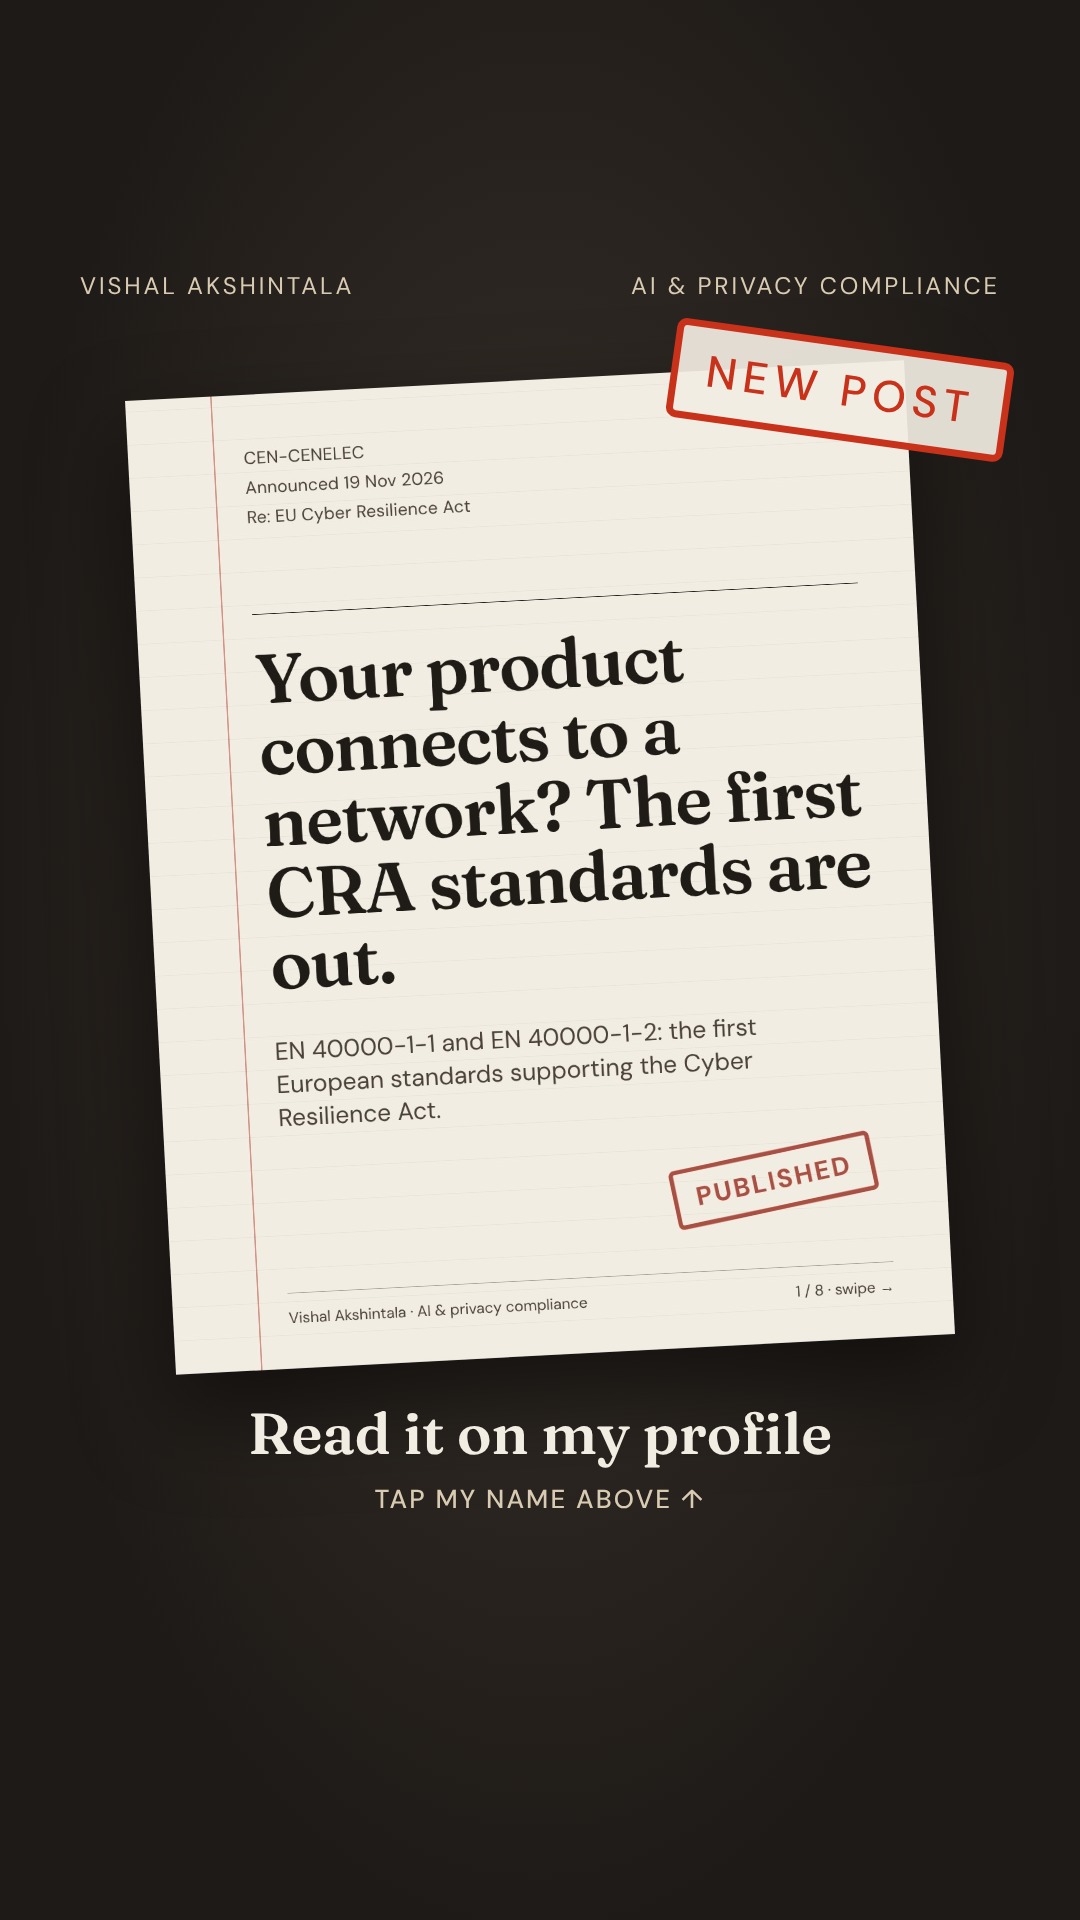 VISHAL AKSHINTALA
AI & PRIVACY COMPLIANCE
NEW POST
CEN-CENELEC
Announced 19 Nov 2026
Re: EU Cyber Resilience Act
Your product
connects to a
network? The first
CRA standards are
out.
EN 40000-1-1 and EN 40000-1-2: the first
European standards supporting the Cyber
Resilience Act.
PUBLISHED
Vishal Akshintala · AI & privacy compliance
1 / 8 · swipe →
Read it on my profile
TAP MY NAME ABOVE ↑